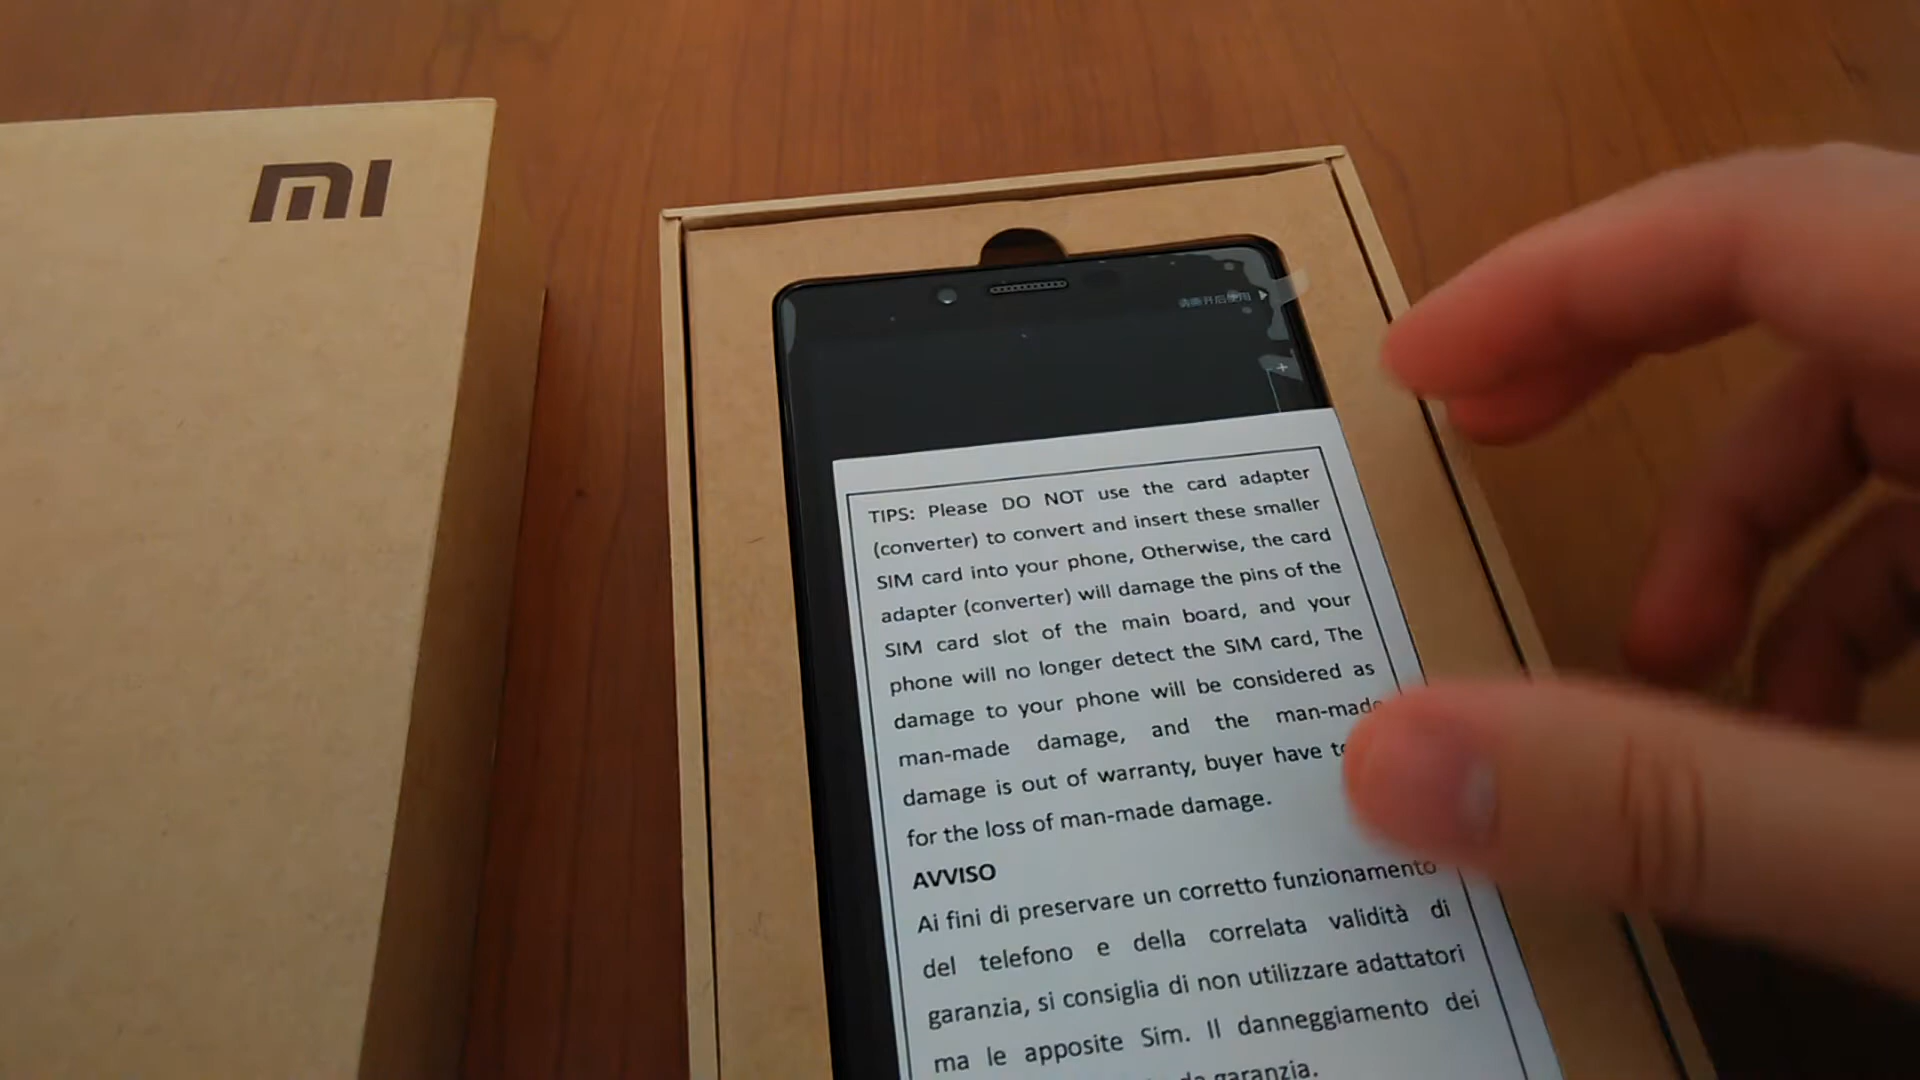 mi
TIPS: Please DO NOT use the card adapter
(converter) to convert and insert these smaller
SIM card into your phone, Otherwise, the card
adapter (converter) will damage the pins of the
SIM card slot of the main board, and your
phone will no longer detect the SIM card, The
damage to your phone will be considered as
man-made damage, and the man-made
damage is out of warranty, buyer have
for the loss of man-made damage.
AVVISO
Ai fini di preservare un corretto funzionamento
del telefono e della correlata validità di
garanzia, si consiglia di non utilizzare adattatori
ma le apposite Sim. Il danneggiamento dei
garanzia.